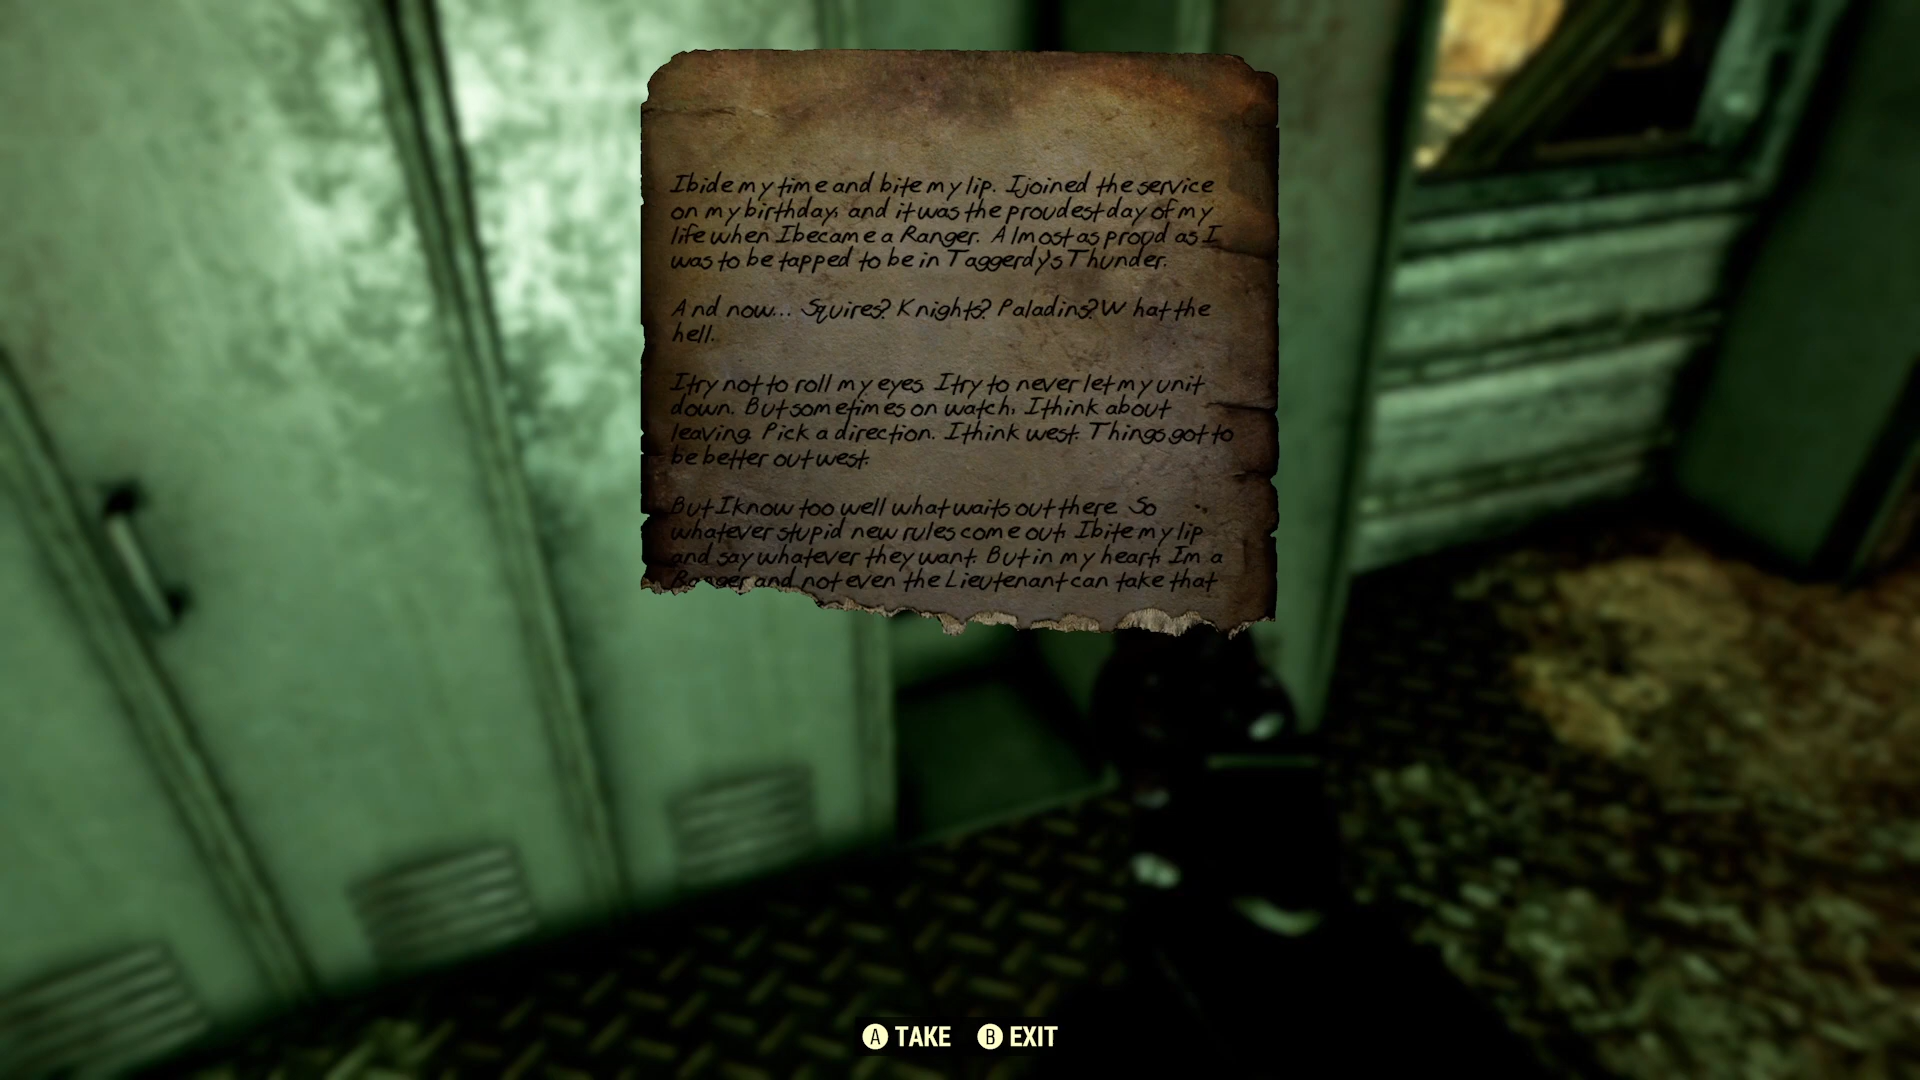 I bide my time and bite my lip. I joined the service
on my birthday, and it was the proudest day of my
life when I became a Ranger. Almost as proud as I
was to be tapped to be in Taggerdy's Thunder.
And now... Squires? Knights? Paladins? What the
hell.
I try not to roll my eyes. I try to never let my unit
down. But sometimes on watch, I think about
leaving. Pick a direction. I think west. Things got to
be better out west.
But I know too well what waits out there. So
whatever stupid new rules come out, I bite my lip
and say whatever they want. But in my heart, I'm a
Ranger and not even the Lieutenant can take that
A TAKE B EXIT